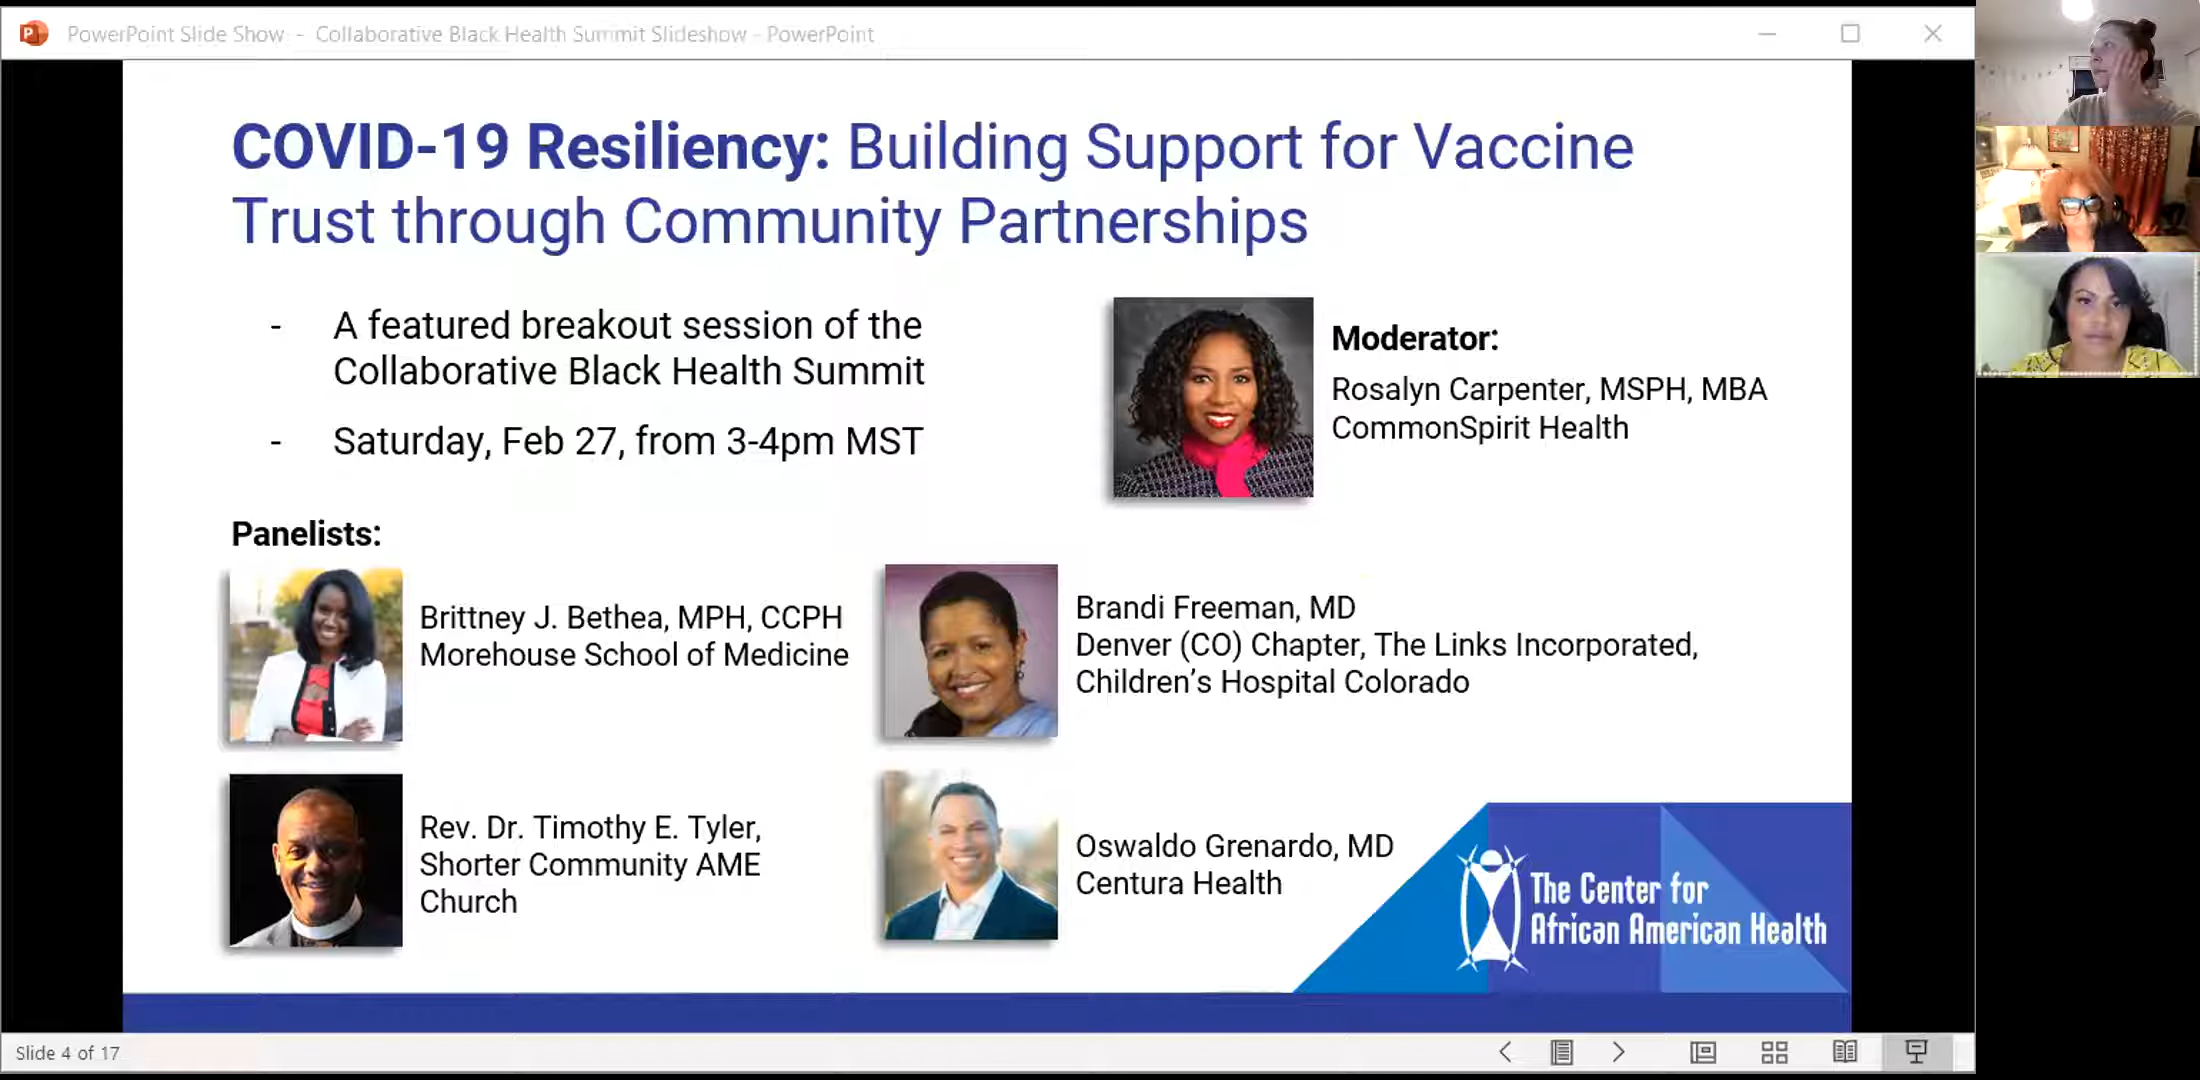 PowerPoint Slide Show - Collaborative Black Health Summit Slideshow - PowerPoint
COVID-19 Resiliency: Building Support for Vaccine
Trust through Community Partnerships
- A featured breakout session of the
Collaborative Black Health Summit
- Saturday, Feb 27, from 3-4pm MST
Moderator:
Rosalyn Carpenter, MSPH, MBA
CommonSpirit Health
Panelists:
Brittney J. Bethea, MPH, CCPH
Morehouse School of Medicine
Brandi Freeman, MD
Denver (CO) Chapter, The Links Incorporated,
Children's Hospital Colorado
Rev. Dr. Timothy E. Tyler,
Shorter Community AME
Church
Oswaldo Grenardo, MD
Centura Health
The Center for
African American Health
Slide 4 of 17